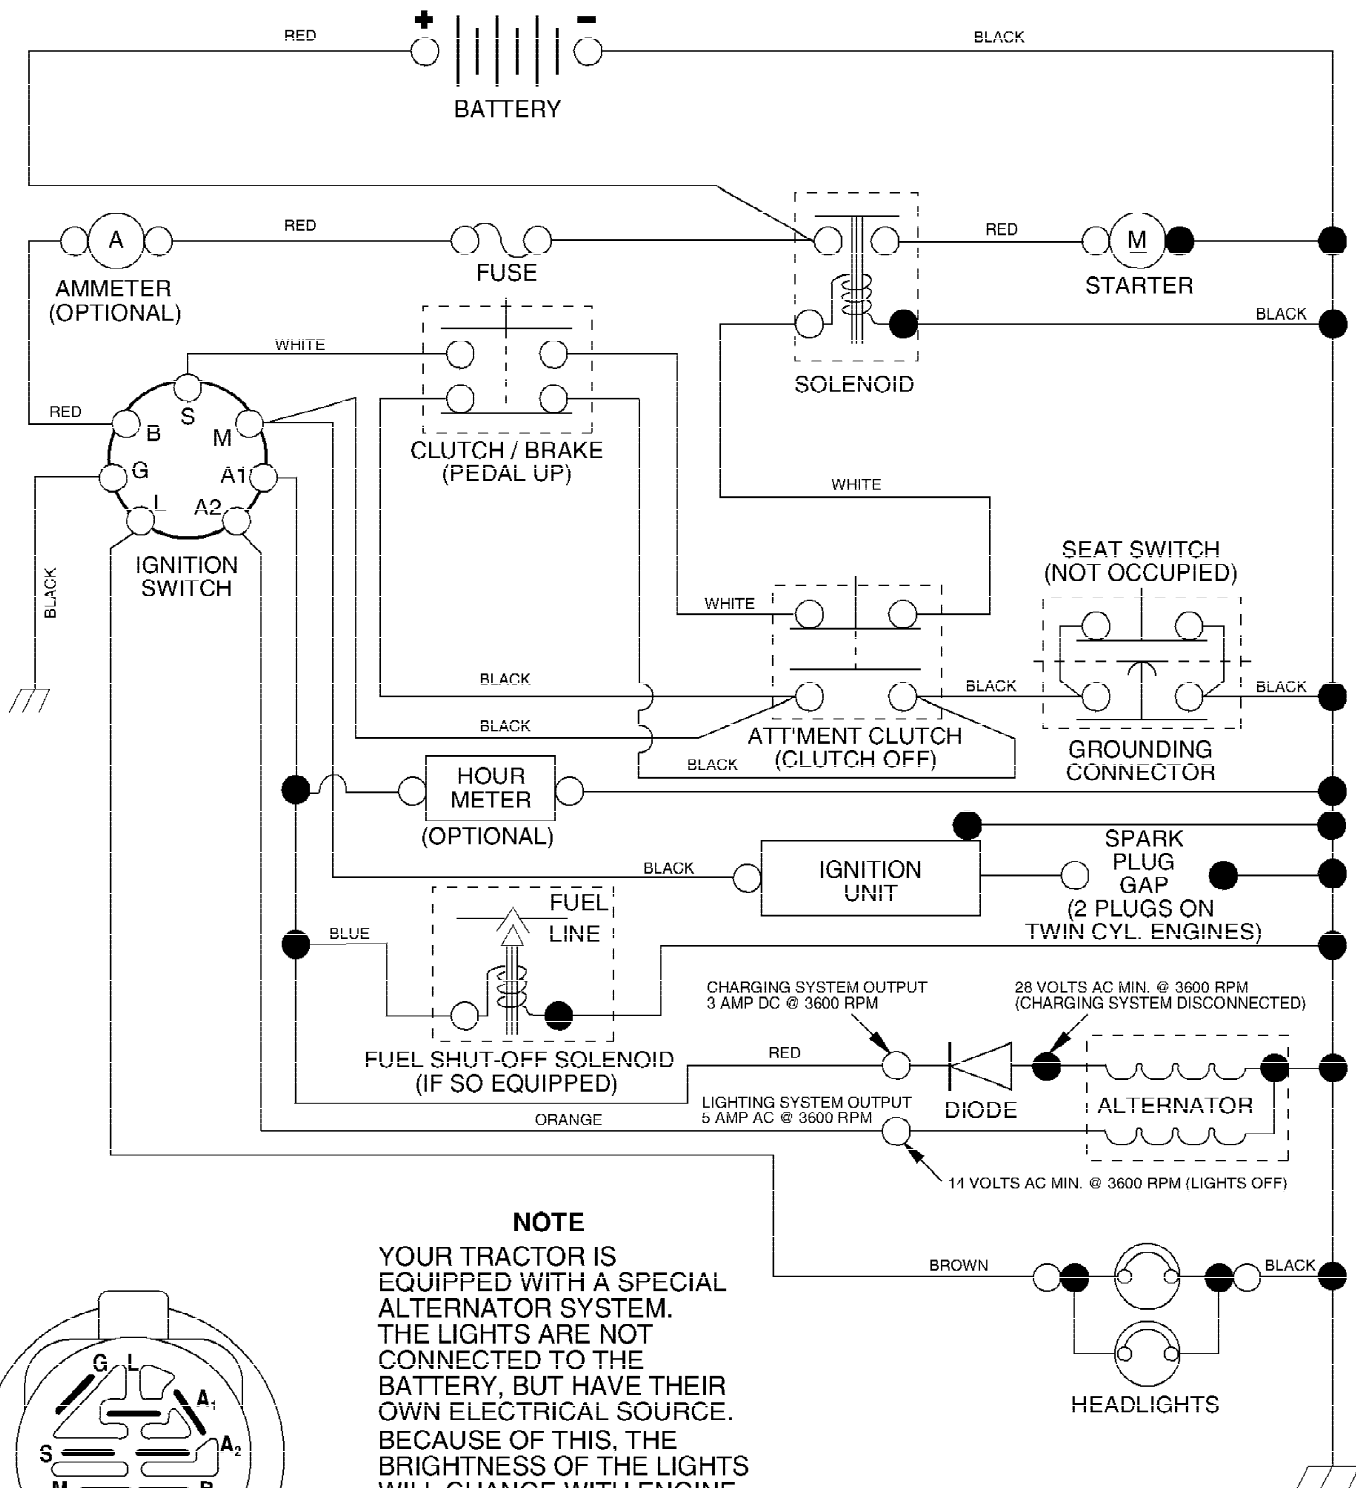 + -
RED
BLACK
BATTERY
A
RED
RED
M
FUSE
STARTER
AMMETER
(OPTIONAL)
BLACK
WHITE
SOLENOID
RED
S
B
M
CLUTCH / BRAKE
(PEDAL UP)
G
A1
WHITE
L
A2
IGNITION
SWITCH
BLACK
SEAT SWITCH
(NOT OCCUPIED)
WHITE
BLACK
BLACK
BLACK
BLACK
ATT'MENT CLUTCH
(CLUTCH OFF)
GROUNDING
CONNECTOR
BLACK
HOUR
METER
(OPTIONAL)
SPARK
PLUG
GAP
(2 PLUGS ON
TWIN CYL. ENGINES)
BLACK
IGNITION
UNIT
FUEL
LINE
BLUE
CHARGING SYSTEM OUTPUT
3 AMP DC @ 3600 RPM
28 VOLTS AC MIN. @ 3600 RPM
(CHARGING SYSTEM DISCONNECTED)
FUEL SHUT-OFF SOLENOID
(IF SO EQUIPPED)
RED
DIODE
ALTERNATOR
LIGHTING SYSTEM OUTPUT
5 AMP AC @ 3600 RPM
ORANGE
14 VOLTS AC MIN. @ 3600 RPM (LIGHTS OFF)
BROWN
BLACK
HEADLIGHTS
NOTE
YOUR TRACTOR IS
EQUIPPED WITH A SPECIAL
ALTERNATOR SYSTEM.
THE LIGHTS ARE NOT
CONNECTED TO THE
BATTERY, BUT HAVE THEIR
OWN ELECTRICAL SOURCE.
BECAUSE OF THIS, THE
BRIGHTNESS OF THE LIGHTS
WILL CHANGE WITH ENGINE
G L
A1
S
A2
M
B